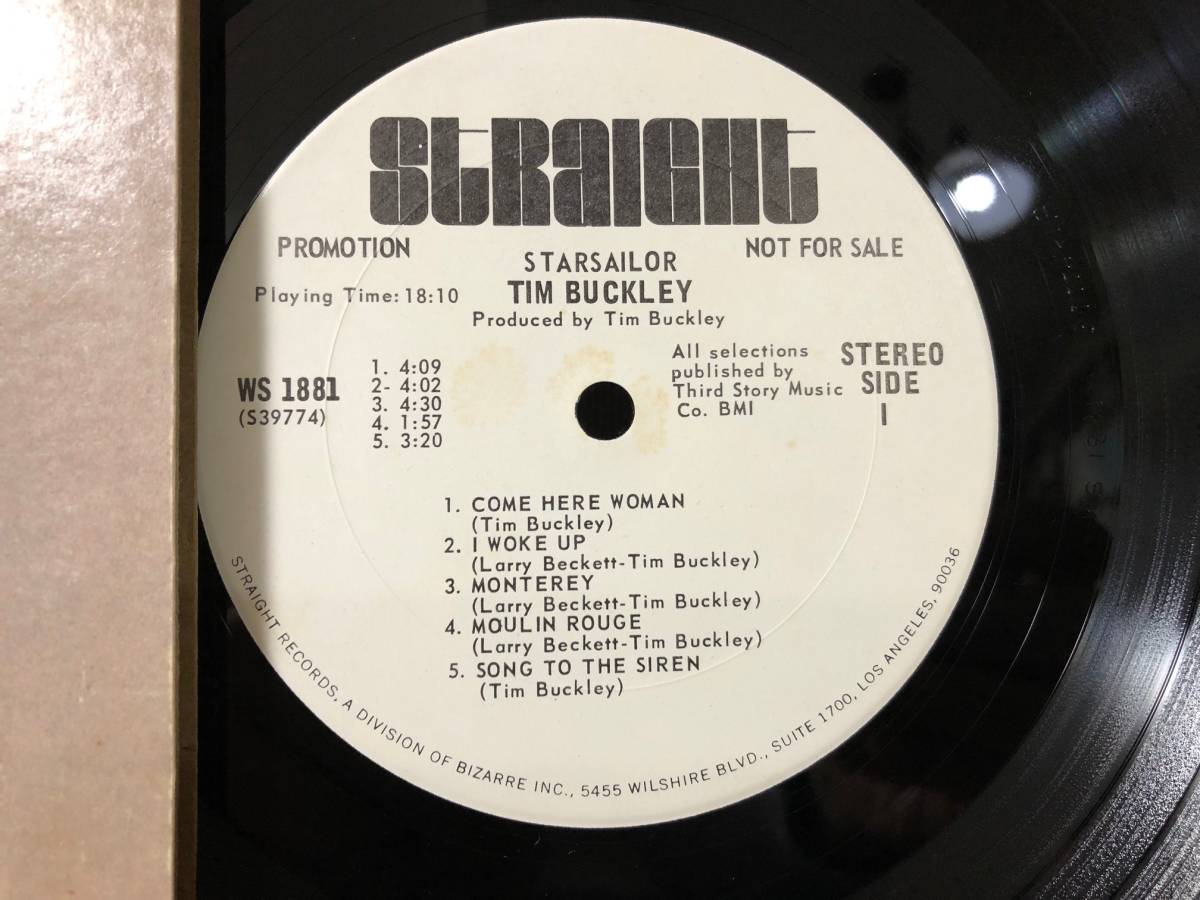 STRAIGHT
PROMOTION
NOT FOR SALE
STARSAILOR
TIM BUCKLEY
Produced by Tim Buckley
Playing Time: 18:10
WS 1881
(S39774)
1. 4:09
2- 4:02
3. 4:30
4. 1:57
5. 3:20
All selections
published by
Third Story Music
Co. BMI
STEREO
SIDE
1
1. COME HERE WOMAN
(Tim Buckley)
2. I WOKE UP
(Larry Beckett-Tim Buckley)
3. MONTEREY
(Larry Beckett-Tim Buckley)
4. MOULIN ROUGE
(Larry Beckett-Tim Buckley)
5. SONG TO THE SIREN
(Tim Buckley)
STRAIGHT RECORDS, A DIVISION OF BIZARRE INC., 5455 WILSHIRE BLVD., SUITE 1700, LOS ANGELES, 90036